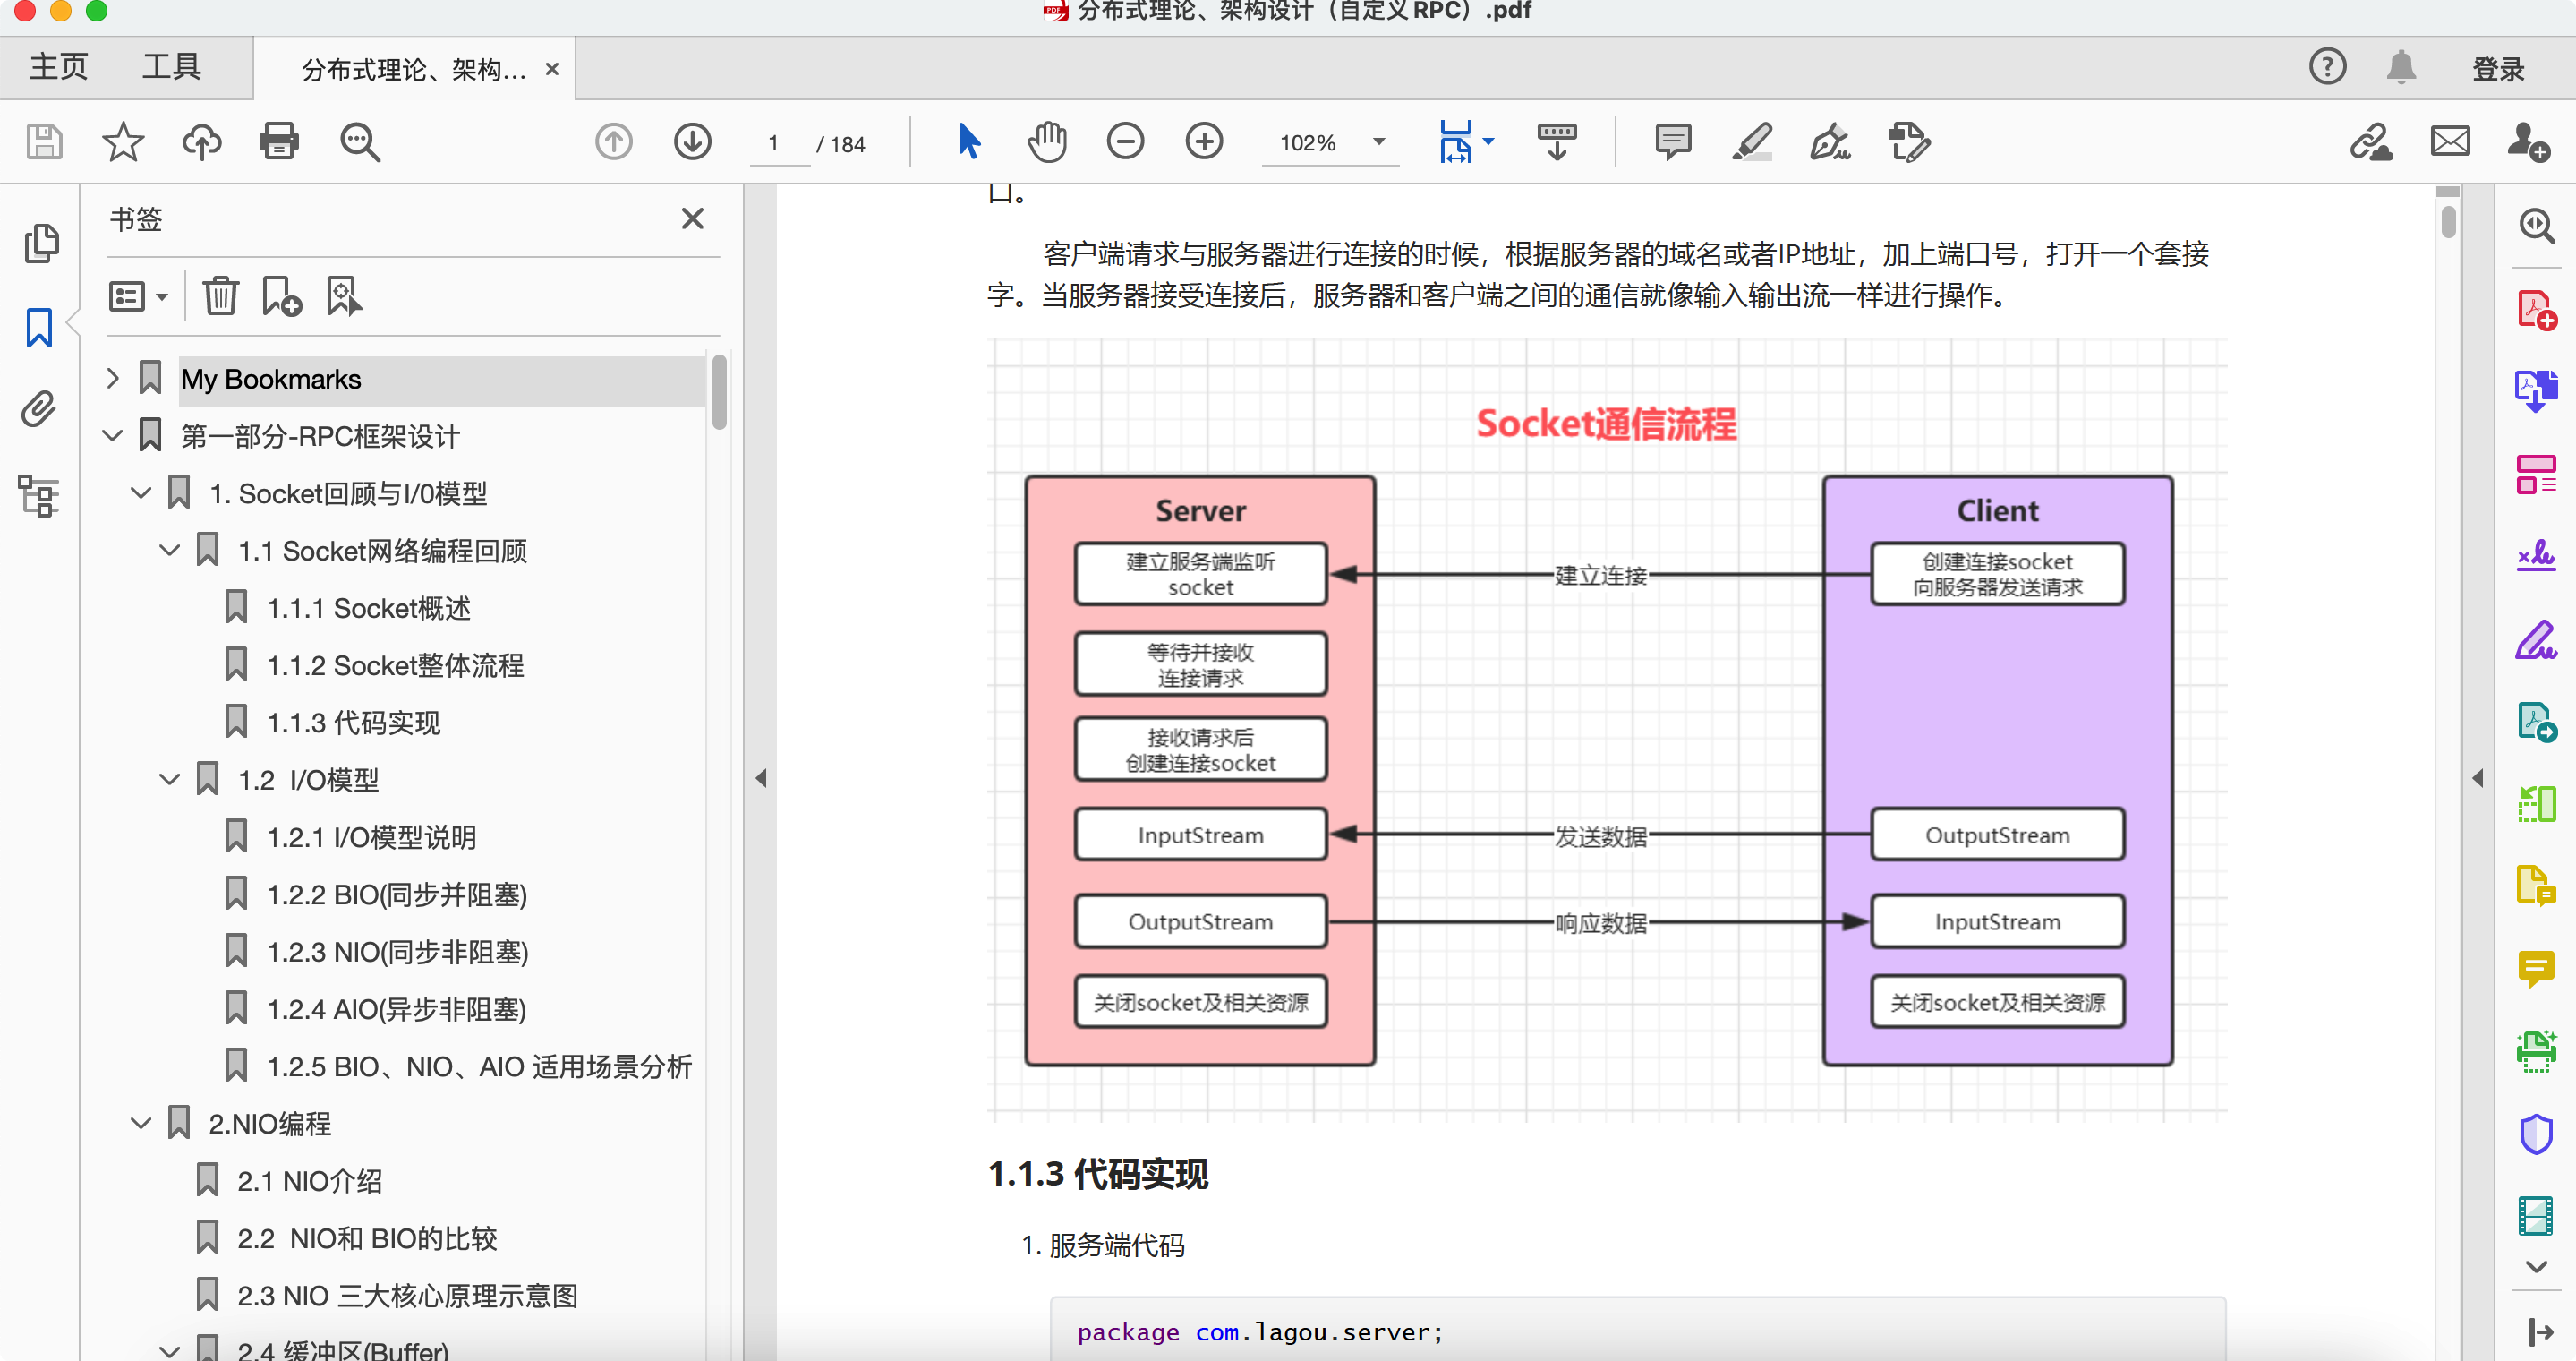 分布式理论、架构设计（自定义RPC）.pdf
主页 工具 分布式理论、架构... × 登录
1 / 184 102%
书签
My Bookmarks
第一部分-RPC框架设计
1. Socket回顾与I/0模型
1.1 Socket网络编程回顾
1.1.1 Socket概述
1.1.2 Socket整体流程
1.1.3 代码实现
1.2 I/O模型
1.2.1 I/O模型说明
1.2.2 BIO(同步并阻塞)
1.2.3 NIO(同步非阻塞)
1.2.4 AIO(异步非阻塞)
1.2.5 BIO、NIO、AIO 适用场景分析
2.NIO编程
2.1 NIO介绍
2.2 NIO和 BIO的比较
2.3 NIO 三大核心原理示意图
2.4 缓冲区(Buffer)
口。
客户端请求与服务器进行连接的时候，根据服务器的域名或者IP地址，加上端口号，打开一个套接
字。当服务器接受连接后，服务器和客户端之间的通信就像输入输出流一样进行操作。
Socket通信流程
Server
建立服务端监听
socket
等待并接收
连接请求
接收请求后
创建连接socket
InputStream
OutputStream
关闭socket及相关资源
建立连接
发送数据
响应数据
Client
创建连接socket
向服务器发送请求
OutputStream
InputStream
关闭socket及相关资源
1.1.3 代码实现
1. 服务端代码
package com.lagou.server;